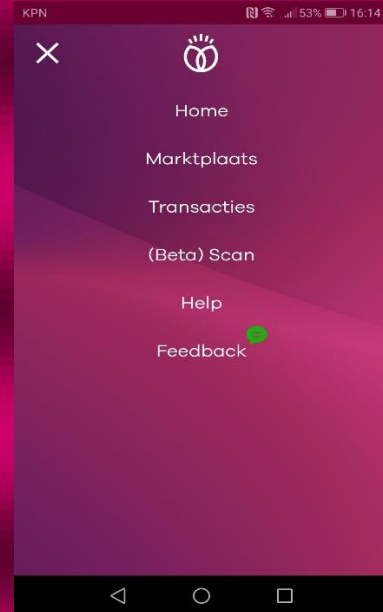 KPN 53% 16:14
Home
Marktplaats
Transacties
(Beta) Scan
Help
Feedback